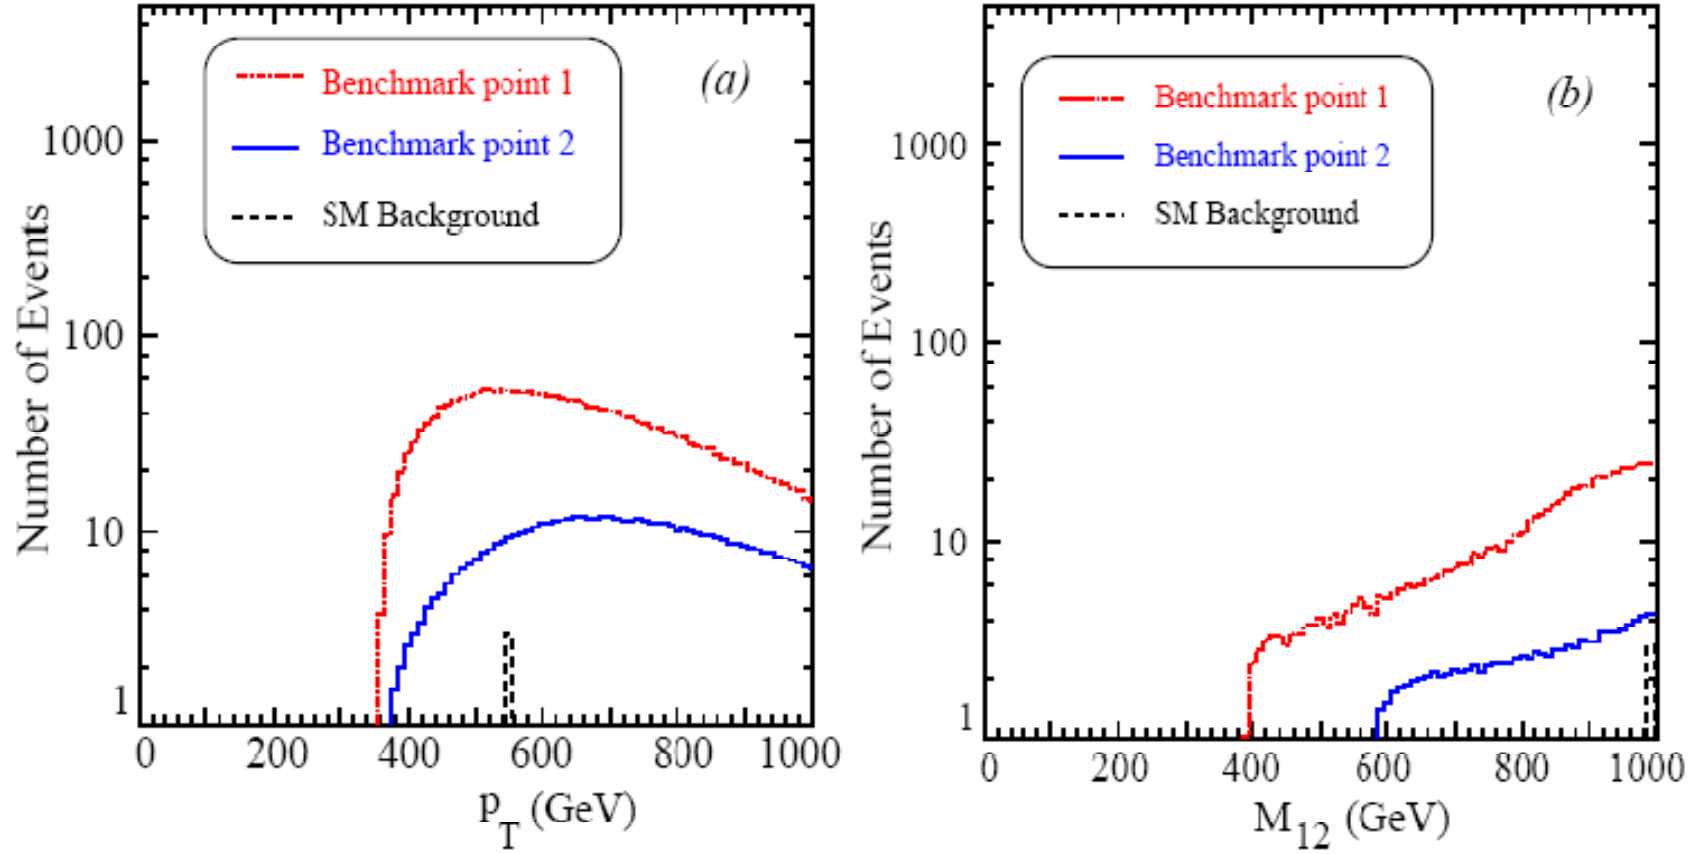 (a)
Benchmark point 1
Benchmark point 2
SM Background
Number of Events
1000
100
10
1
0 200 400 600 800 1000
p_T (GeV)
(b)
Benchmark point 1
Benchmark point 2
SM Background
Number of Events
1000
100
10
1
0 200 400 600 800 1000
M_12 (GeV)